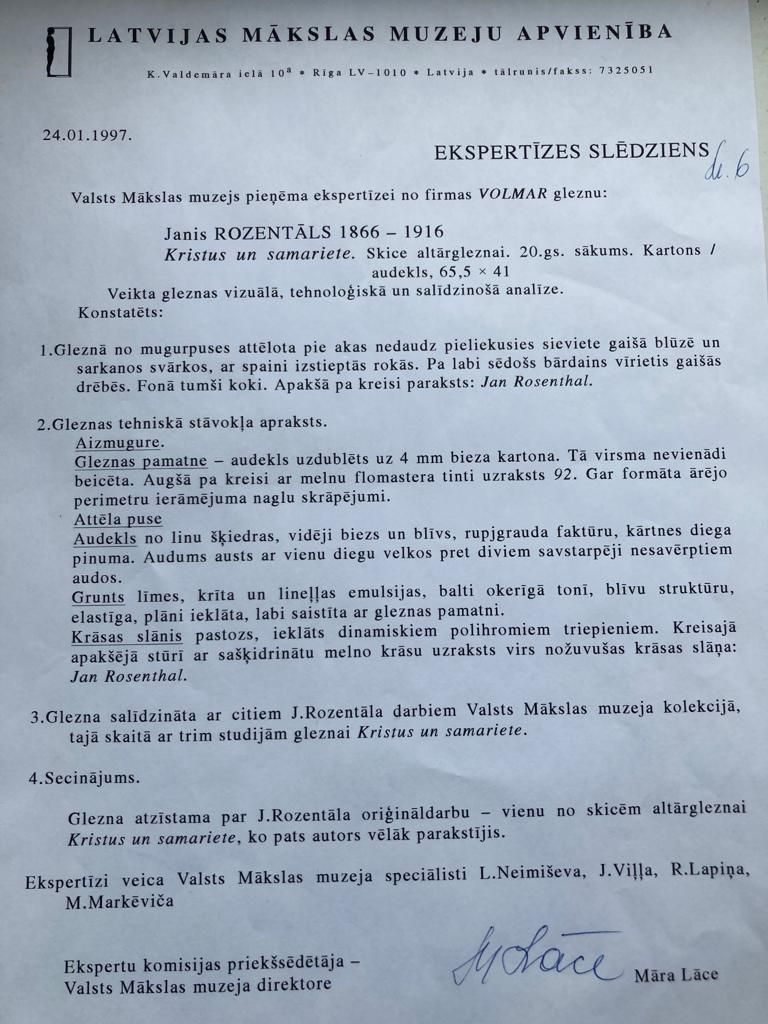 LATVIJAS MĀKSLAS MUZEJU APVIENĪBA
K.Valdemāra ielā 10ª * Rīga LV–1010 * Latvija * tālrunis/fakss: 7325051
24.01.1997.
EKSPERTĪZES SLĒDZIENS
Valsts Mākslas muzejs pieņēma ekspertīzei no firmas VOLMAR gleznu:
Janis ROZENTĀLS 1866 – 1916
Kristus un samariete. Skice altārgleznai. 20.gs. sākums. Kartons /
audekls, 65,5 × 41
Veikta gleznas vizuālā, tehnoloģiskā un salīdzinošā analīze.
Konstatēts:
1.Gleznā no mugurpuses attēlota pie akas nedaudz pieliekusies sieviete gaišā blūzē un
sarkanos svārkos, ar spaini izstieptās rokās. Pa labi sēdošs bārdains vīrietis gaišās
drēbēs. Fonā tumši koki. Apakšā pa kreisi paraksts: Jan Rosenthal.
2.Gleznas tehniskā stāvokļa apraksts.
Aizmugure.
Gleznas pamatne – audekls uzdublēts uz 4 mm bieza kartona. Tā virsma nevienādi
beicēta. Augšā pa kreisi ar melnu flomastera tinti uzraksts 92. Gar formāta ārējo
perimetru ierāmējuma naglu skrāpējumi.
Attēla puse
Audekls no linu šķiedras, vidēji biezs un blīvs, rupjgrauda faktūru, kārtnes diega
pinuma. Audums austs ar vienu diegu velkos pret diviem savstarpēji nesavērptiem
audos.
Grunts līmes, krīta un lineļļas emulsijas, balti okerīgā tonī, blīvu struktūru,
elastīga, plāni ieklāta, labi saistīta ar gleznas pamatni.
Krāsas slānis pastozs, ieklāts dinamiskiem polihromiem triepieniem. Kreisajā
apakšējā stūrī ar sašķidrinātu melno krāsu uzraksts virs nožuvušas krāsas slāņa:
Jan Rosenthal.
3.Glezna salīdzināta ar citiem J.Rozentāla darbiem Valsts Mākslas muzeja kolekcijā,
tajā skaitā ar trim studijām gleznai Kristus un samariete.
4.Secinājums.
Glezna atzīstama par J.Rozentāla oriģināldarbu – vienu no skicēm altārgleznai
Kristus un samariete, ko pats autors vēlāk parakstījis.
Ekspertīzi veica Valsts Mākslas muzeja speciālisti L.Neimiševa, J.Viļļa, R.Lapiņa,
M.Markēviča
Ekspertu komisijas priekšsēdētāja –
Valsts Mākslas muzeja direktore
M Lāce Māra Lāce